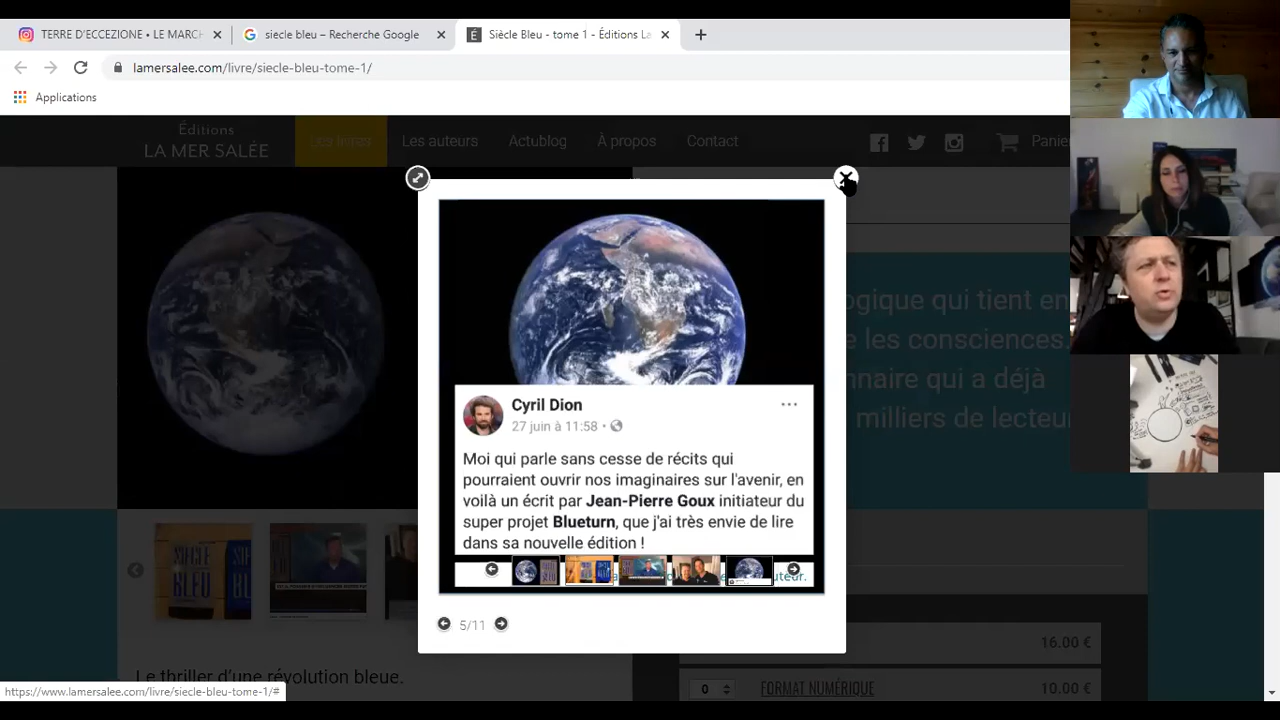 TERRE D'ECCEZIONE • LE MARCH
siecle bleu – Recherche Google
Siècle Bleu - tome 1 - Éditions La
lamersalee.com/livre/siecle-bleu-tome-1/
Applications
Éditions
LA MER SALÉE
Les livres
Les auteurs
Actublog
À propos
Contact
Panie
ogique qui tient en
e les consciences.
nnaire qui a déjà
milliers de lecteu
Cyril Dion
27 juin à 11:58 •
Moi qui parle sans cesse de récits qui
pourraient ouvrir nos imaginaires sur l'avenir, en
voilà un écrit par Jean-Pierre Goux initiateur du
super projet Blueturn, que j'ai très envie de lire
dans sa nouvelle édition !
uteur.
5/11
SIÈCLE
BLEU
Le thriller d'une révolution bleue.
16.00 €
0
FORMAT NUMÉRIQUE
10.00 €
https://www.lamersalee.com/livre/siecle-bleu-tome-1/#